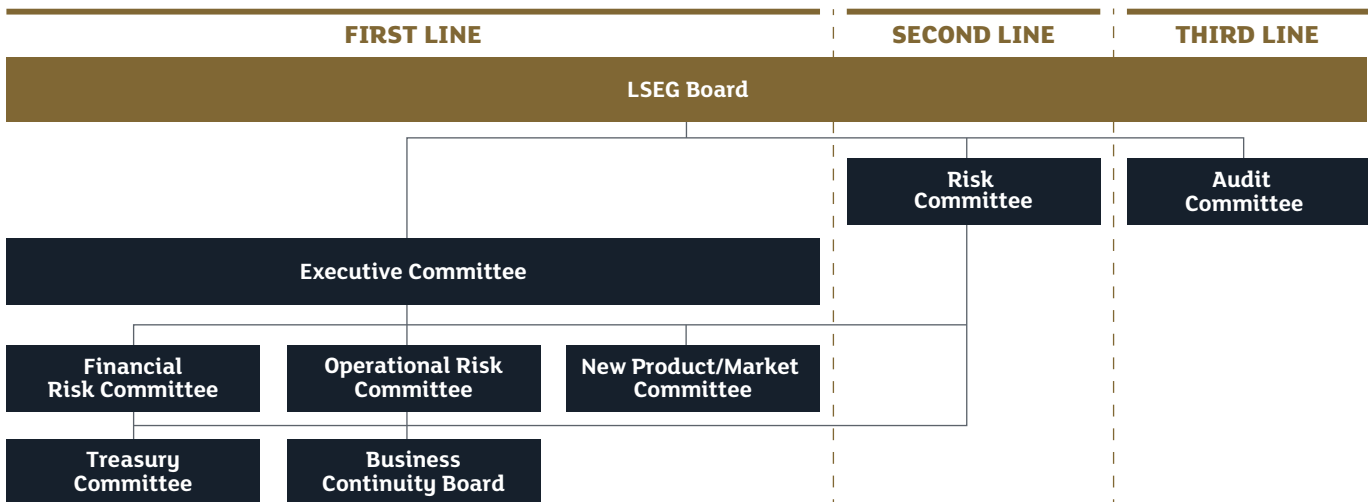 FIRST LINE
SECOND LINE
THIRD LINE
LSEG Board
Risk
Committee
Audit
Committee
Executive Committee
Financial
Risk Committee
Operational Risk
Committee
New Product/Market
Committee
Treasury
Committee
Business
Continuity Board